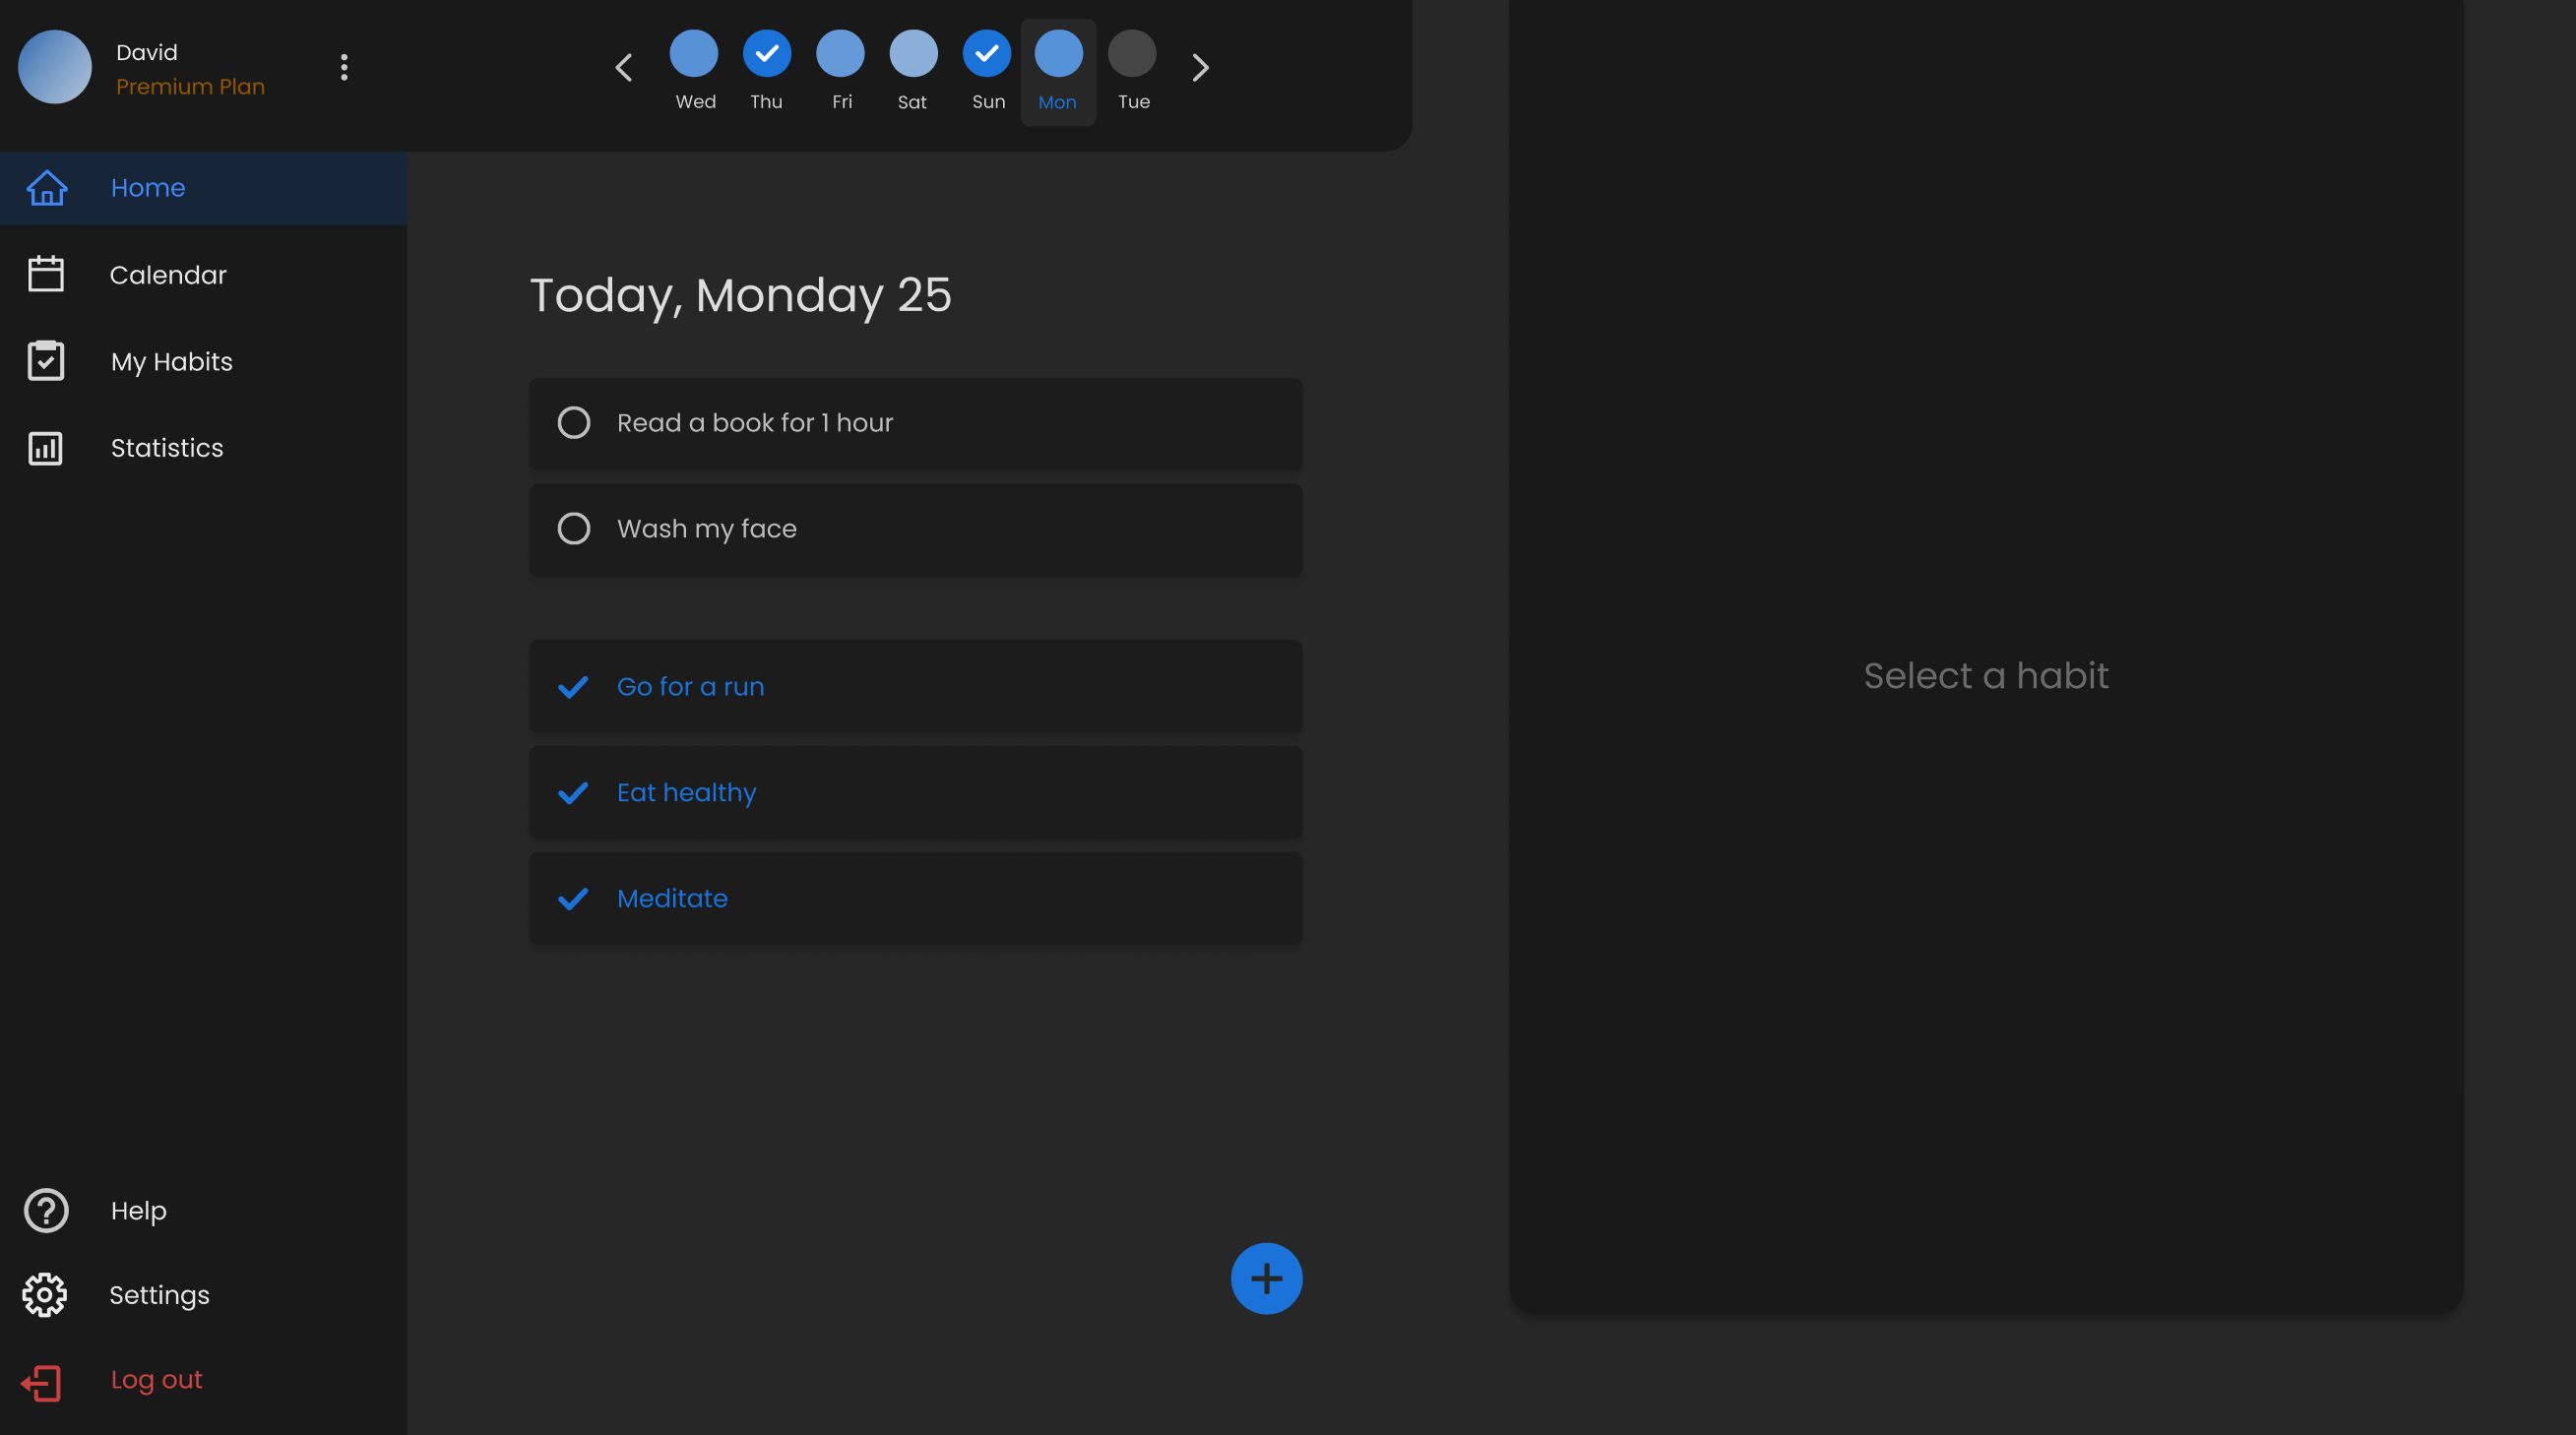 David
Premium Plan
Wed Thu Fri Sat Sun Mon Tue
Home
Calendar
My Habits
Statistics
Help
Settings
Log out
Today, Monday 25
Read a book for 1 hour
Wash my face
Go for a run
Eat healthy
Meditate
Select a habit